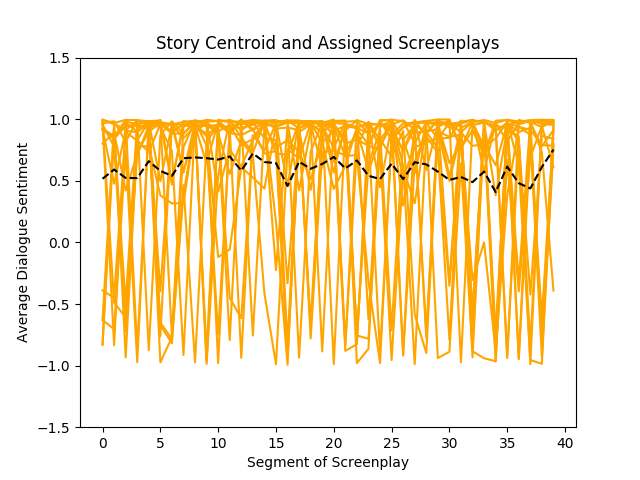 Story Centroid and Assigned Screenplays
1.5
1.0
0.5
0.0
−0.5
−1.0
−1.5
Average Dialogue Sentiment
0 5 10 15 20 25 30 35 40
Segment of Screenplay